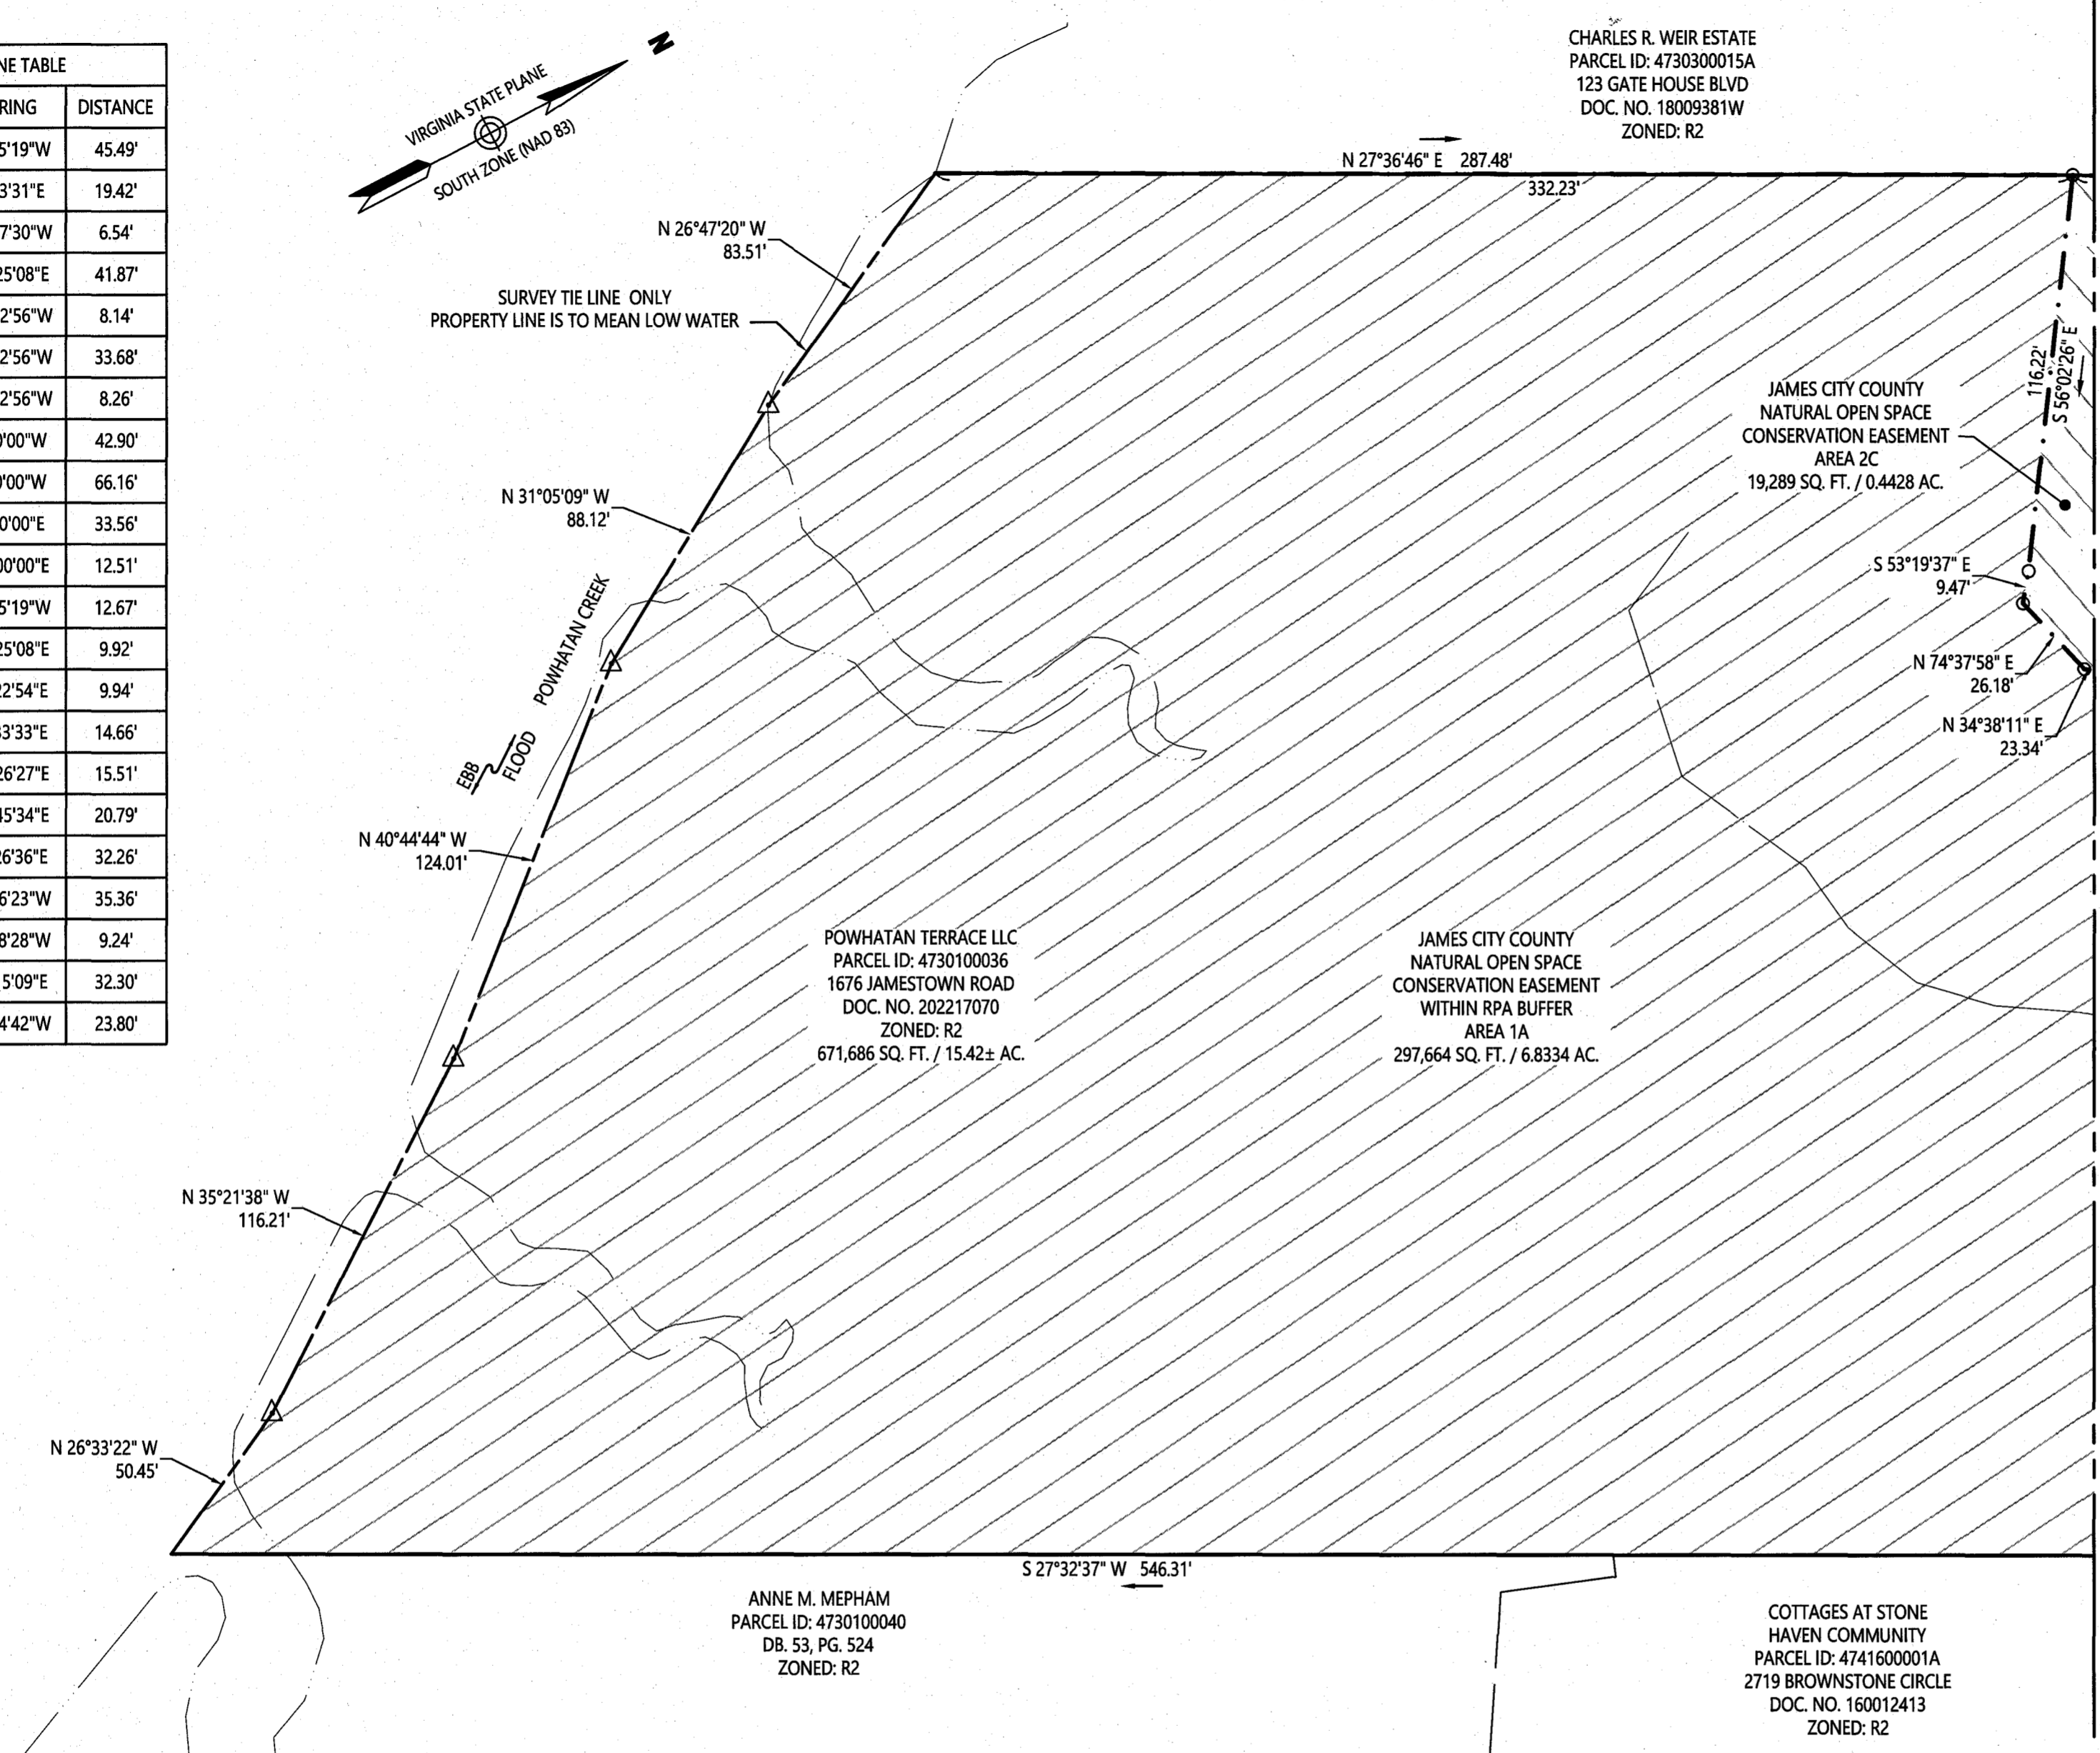 NE TABLE
RING DISTANCE
5'19"W 45.49'
3'31"E 19.42'
7'30"W 6.54'
25'08"E 41.87'
2'56"W 8.14'
2'56"W 33.68'
2'56"W 8.26'
0'00"W 42.90'
0'00"W 66.16'
0'00"E 33.56'
00'00"E 12.51'
5'19"W 12.67'
25'08"E 9.92'
22'54"E 9.94'
33'33"E 14.66'
26'27"E 15.51'
45'34"E 20.79'
26'36"E 32.26'
6'23"W 35.36'
8'28"W 9.24'
5'09"E 32.30'
4'42"W 23.80'
N
VIRGINIA STATE PLANE
SOUTH ZONE (NAD 83)
CHARLES R. WEIR ESTATE
PARCEL ID: 4730300015A
123 GATE HOUSE BLVD
DOC. NO. 18009381W
ZONED: R2
N 27°36'46" E 287.48'
332.23'
N 26°47'20" W
83.51'
SURVEY TIE LINE ONLY
PROPERTY LINE IS TO MEAN LOW WATER
116.22'
S 56°02'26" E
JAMES CITY COUNTY
NATURAL OPEN SPACE
CONSERVATION EASEMENT
AREA 2C
19,289 SQ. FT. / 0.4428 AC.
N 31°05'09" W
88.12'
S 53°19'37" E
9.47'
N 74°37'58" E
26.18'
N 34°38'11" E
23.34'
POWHATAN CREEK
EBB
FLOOD
N 40°44'44" W
124.01'
POWHATAN TERRACE LLC
PARCEL ID: 4730100036
1676 JAMESTOWN ROAD
DOC. NO. 202217070
ZONED: R2
671,686 SQ. FT. / 15.42± AC.
JAMES CITY COUNTY
NATURAL OPEN SPACE
CONSERVATION EASEMENT
WITHIN RPA BUFFER
AREA 1A
297,664 SQ. FT. / 6.8334 AC.
N 35°21'38" W
116.21'
N 26°33'22" W
50.45'
S 27°32'37" W 546.31'
ANNE M. MEPHAM
PARCEL ID: 4730100040
DB. 53, PG. 524
ZONED: R2
COTTAGES AT STONE
HAVEN COMMUNITY
PARCEL ID: 4741600001A
2719 BROWNSTONE CIRCLE
DOC. NO. 160012413
ZONED: R2